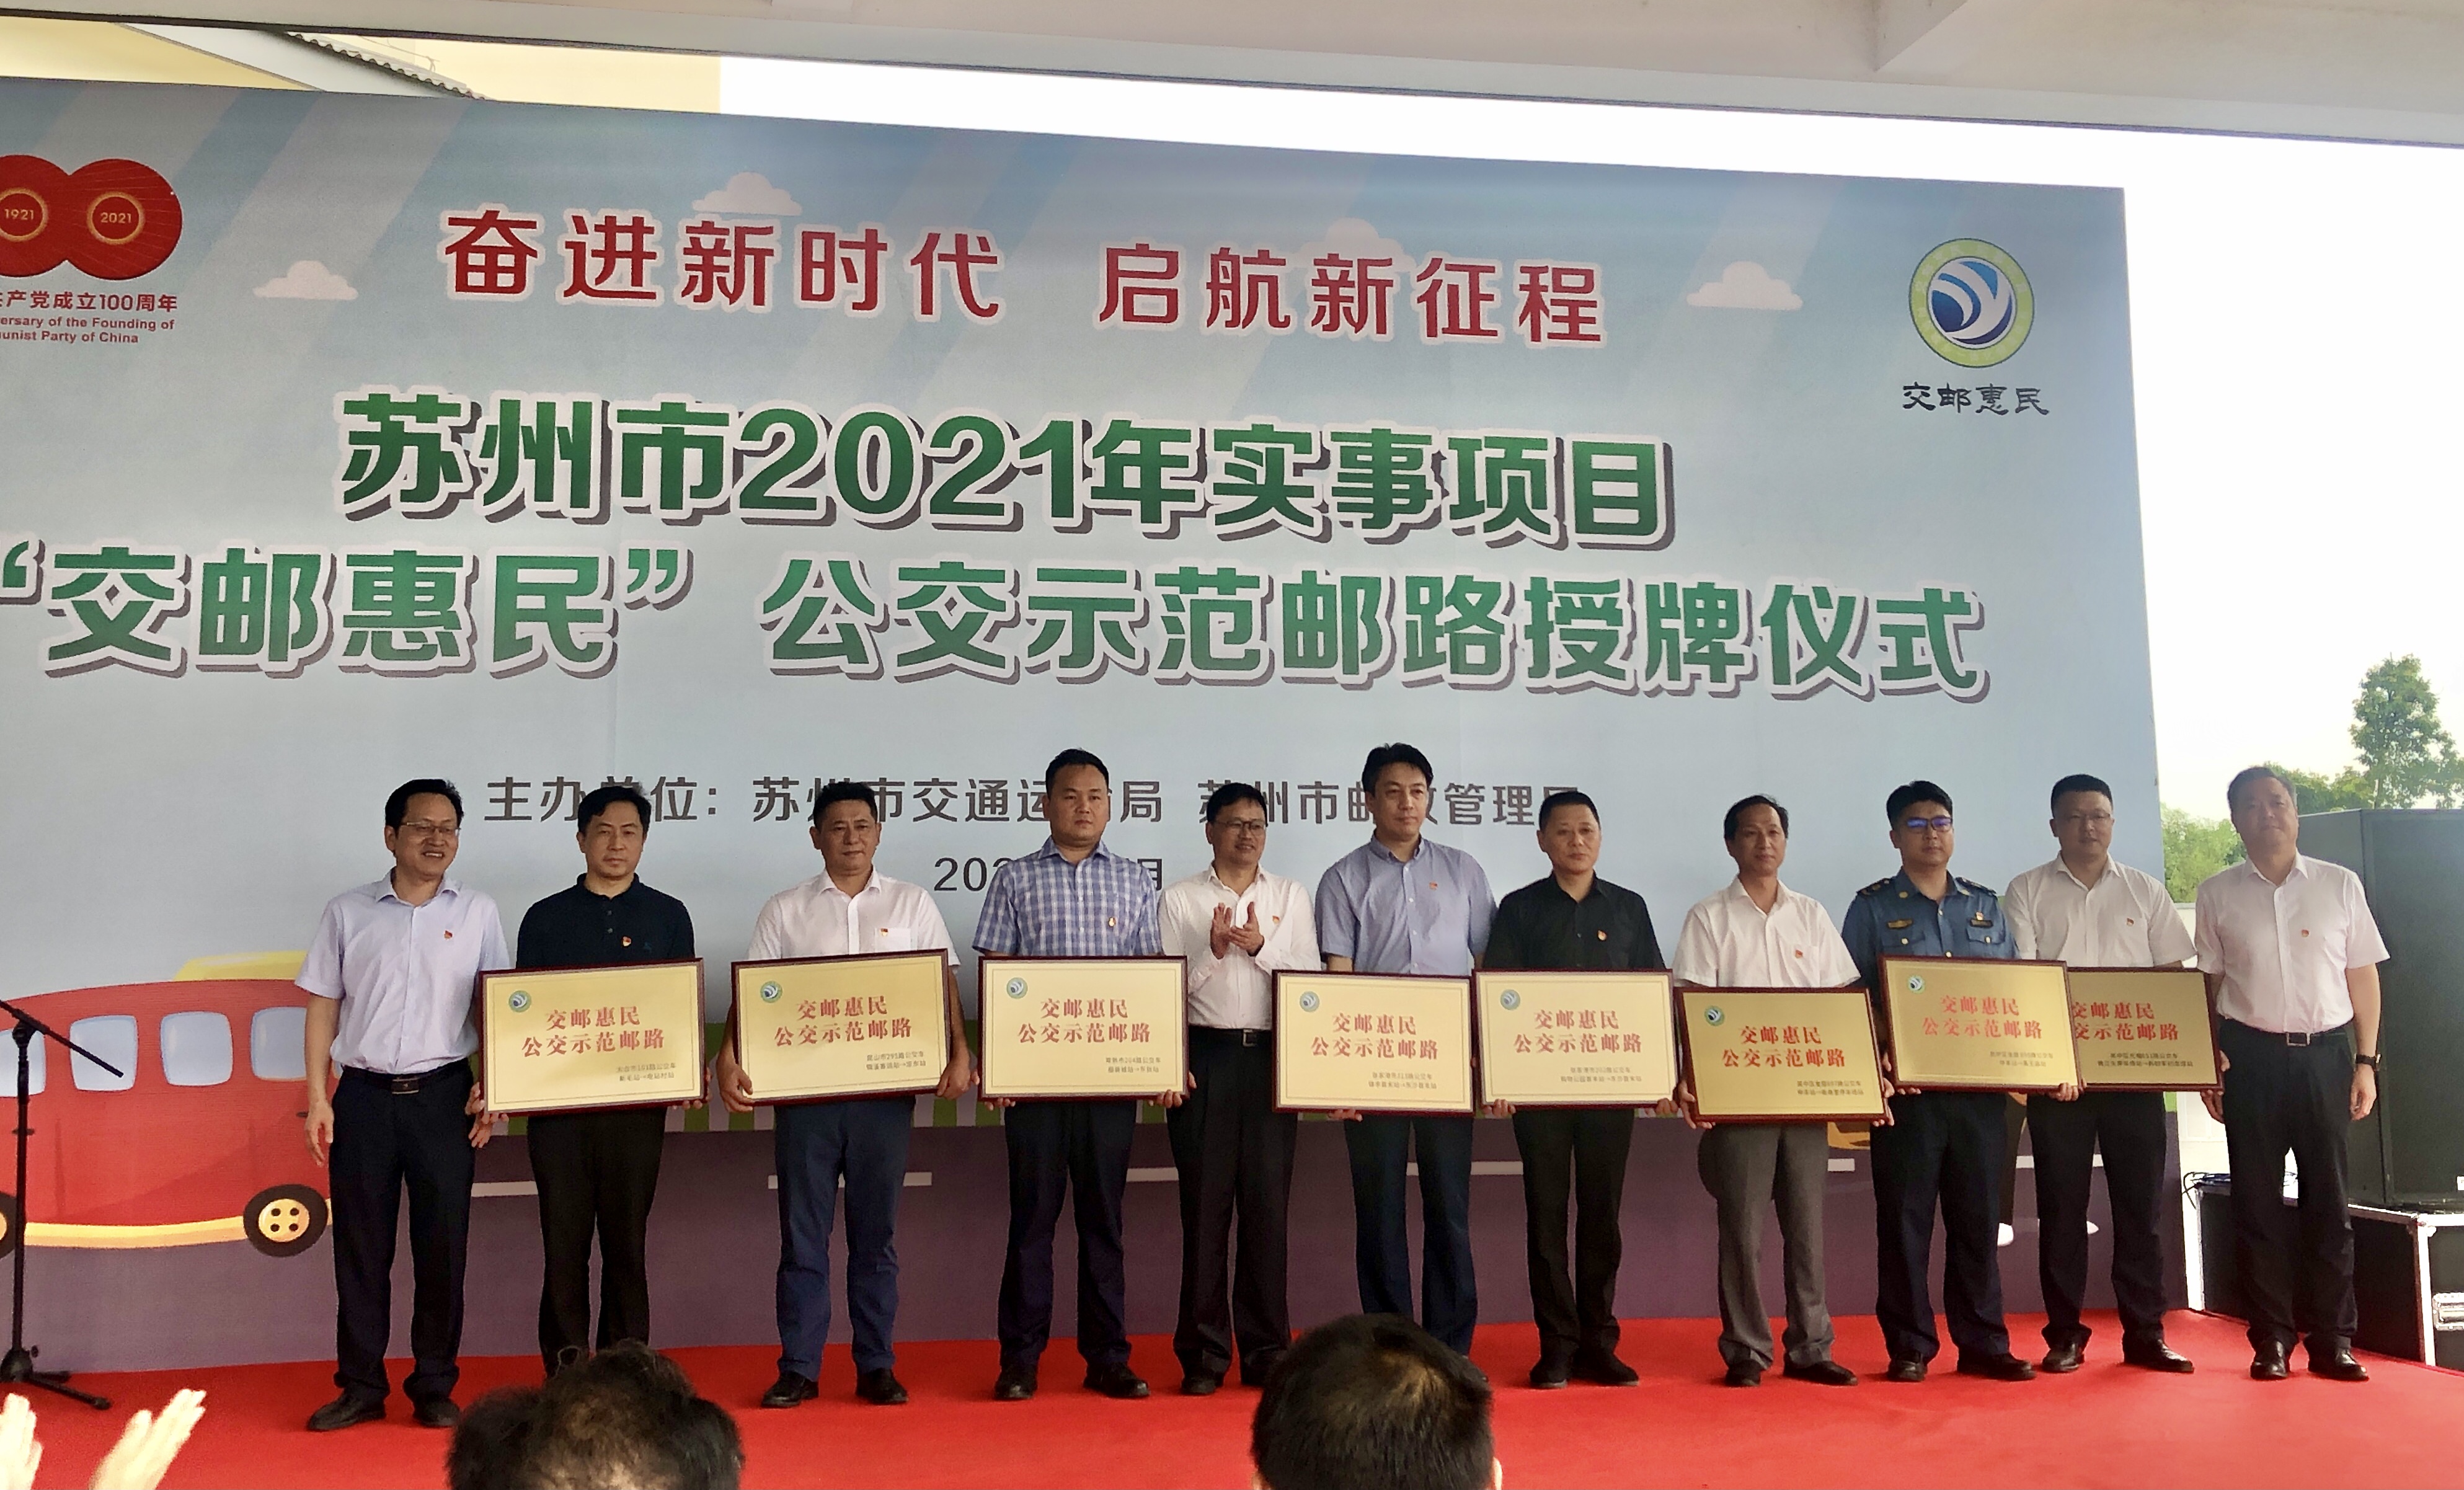 1921 2021
产党成立100周年
ersary of the Founding of
unist Party of China
奋进新时代 启航新征程
交邮惠民
苏州市2021年实事项目
“交邮惠民”公交示范邮路授牌仪式
主办单位：苏州市交通运 局 苏州市邮政管理局
202 月
交邮惠民
公交示范邮路
交邮惠民
公交示范邮路
交邮惠民
公交示范邮路
交邮惠民
公交示范邮路
交邮惠民
公交示范邮路
交邮惠民
公交示范邮路
交邮惠民
公交示范邮路
交邮惠民
交示范邮路